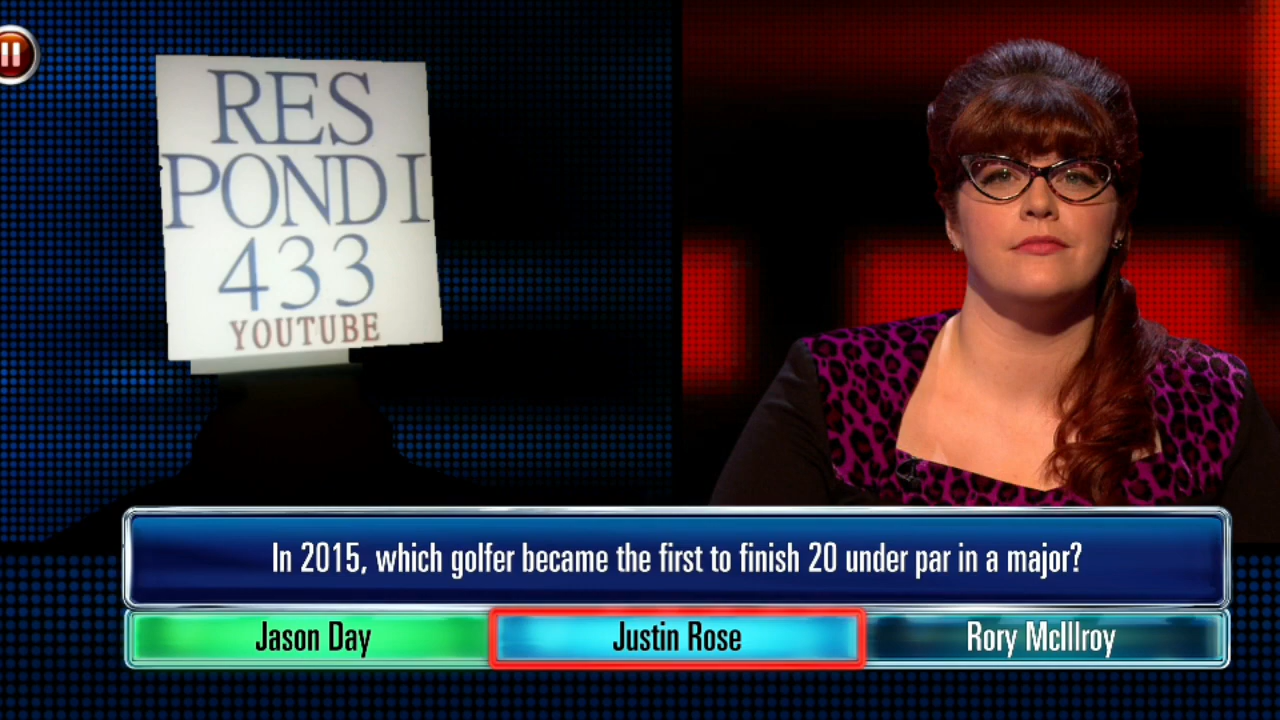 RES
POND I
433
YOUTUBE
In 2015, which golfer became the first to finish 20 under par in a major?
Jason Day
Justin Rose
Rory McIllroy